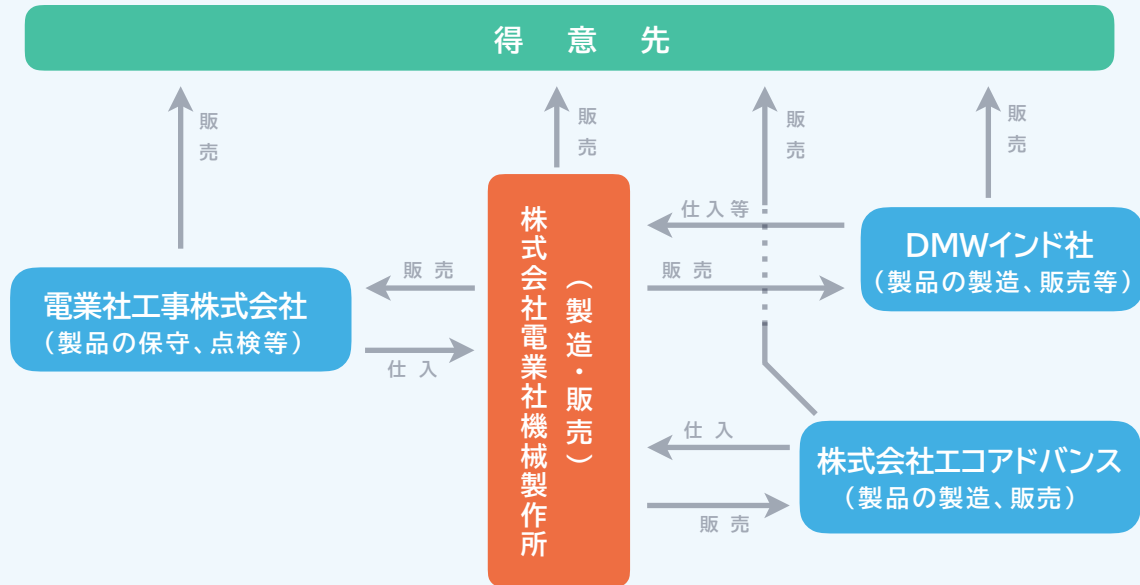 得意先
販売
販売
販売
販売
電業社工事株式会社
（製品の保守、点検等）
販売
仕入
株式会社電業社機械製作所
（製造・販売）
仕入等
販売
DMWインド社
（製品の製造、販売等）
仕入
販売
株式会社エコアドバンス
（製品の製造、販売）